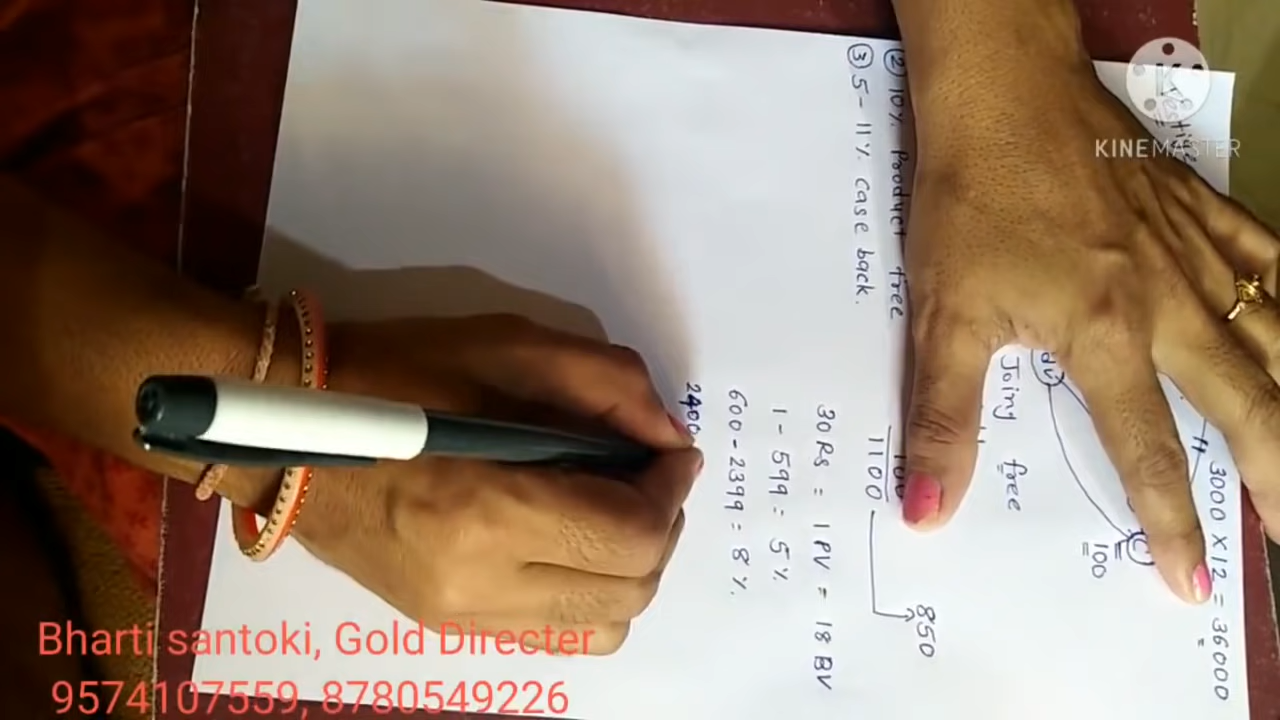 3000 X 12 = 36000
100
Joing free
② 10% Product free
③ 5 - 11% case back.
100
1100
850
30 Rs = 1 PV = 18 BV
1 - 599 = 5%
600 - 2399 = 8%.
2400
KINEMASTER
Bharti santoki, Gold Directer
9574107559, 8780549226